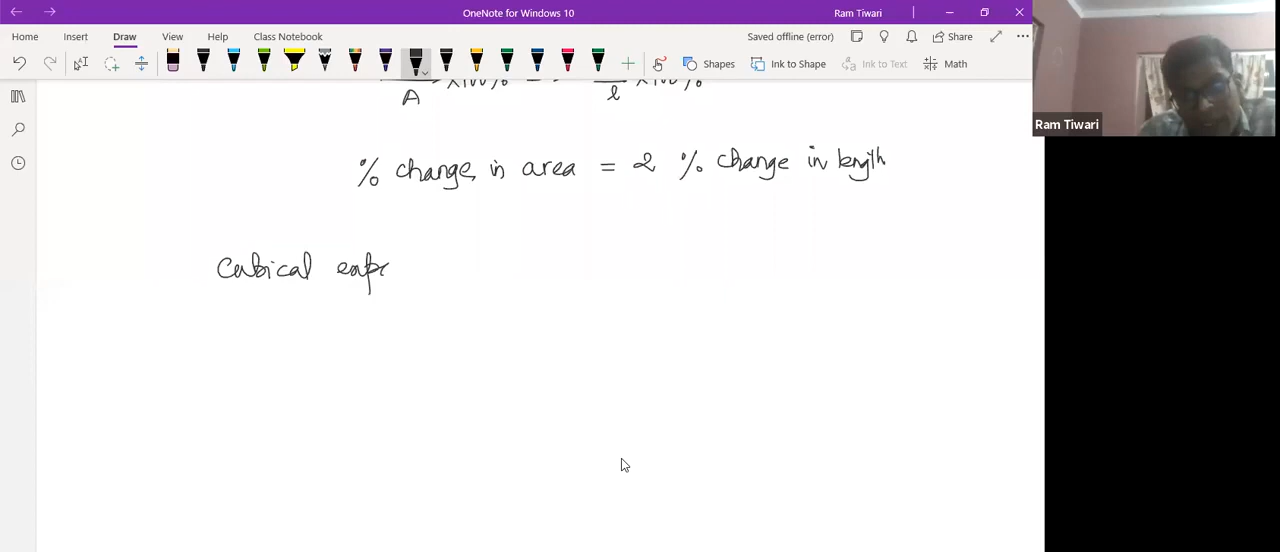 OneNote for Windows 10
Ram Tiwari
Home Insert Draw View Help Class Notebook
Saved offline (error)
Share
Shapes Ink to Shape Ink to Text Math
A l
% change in area = 2 % change in length
Cubical exp
Ram Tiwari